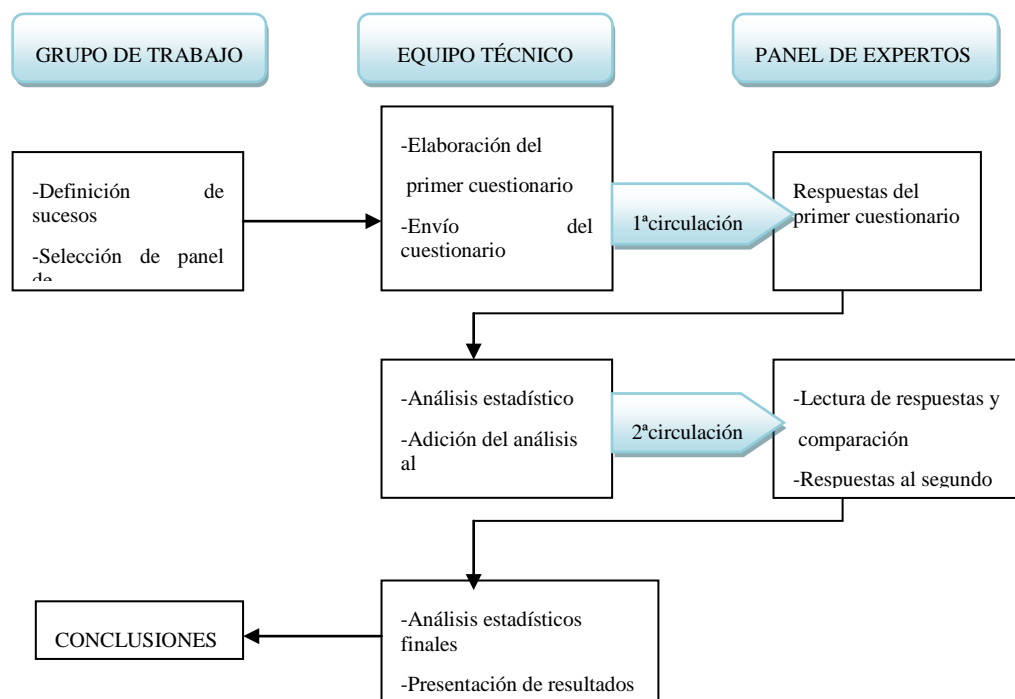 GRUPO DE TRABAJO
EQUIPO TÉCNICO
PANEL DE EXPERTOS
-Definición de
sucesos
-Selección de panel
de
-Elaboración del
primer cuestionario
-Envío del
cuestionario
1ªcirculación
Respuestas del
primer cuestionario
-Análisis estadístico
-Adición del análisis
al
2ªcirculación
-Lectura de respuestas y
comparación
-Respuestas al segundo
CONCLUSIONES
-Análisis estadísticos
finales
-Presentación de resultados